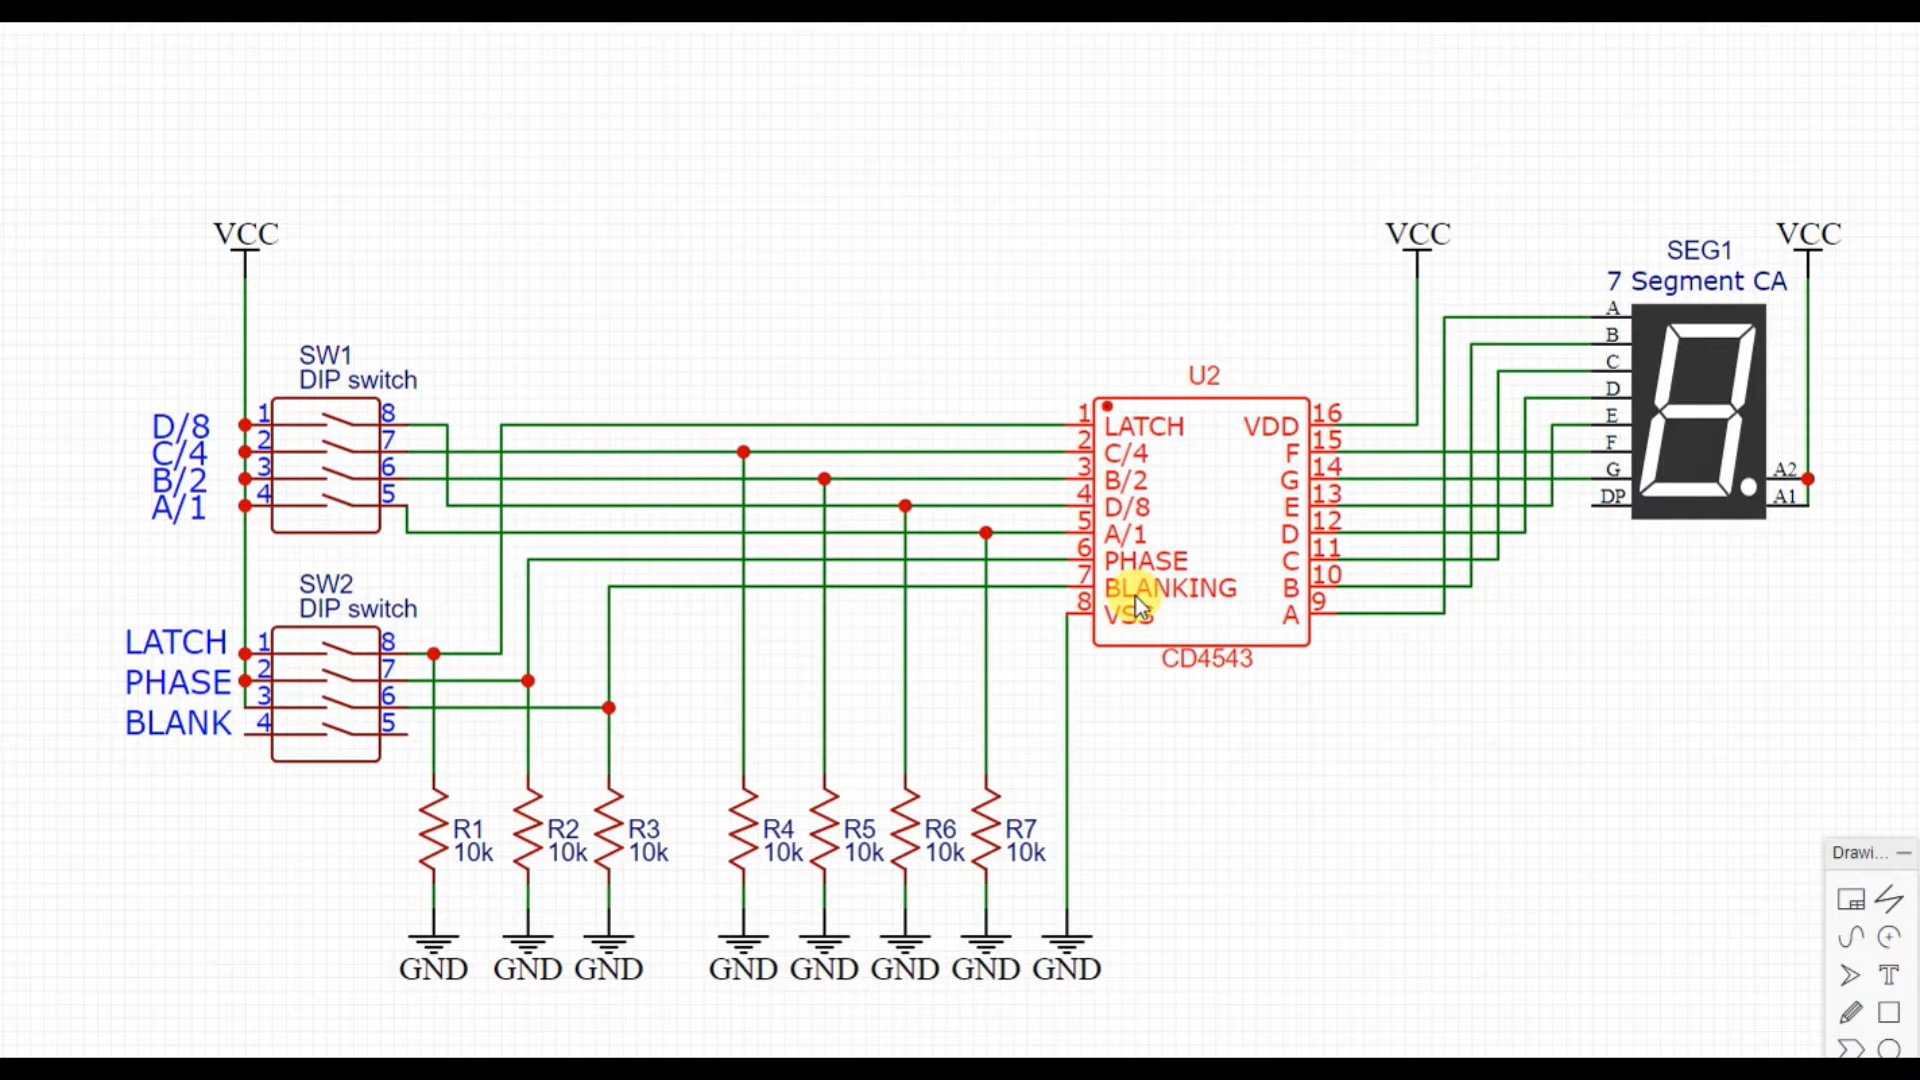 VCC
VCC
VCC
SEG1
7 Segment CA
A
B
C
D
E
F
G
DP
A2
A1
SW1
DIP switch
D/8
C/4
B/2
A/1
1
2
3
4
8
7
6
5
SW2
DIP switch
LATCH
PHASE
BLANK
1
2
3
4
8
7
6
5
U2
1 LATCH VDD 16
2 C/4 F 15
3 B/2 G 14
4 D/8 E 13
5 A/1 D 12
6 PHASE C 11
7 BLANKING B 10
8 VSS A 9
CD4543
R1
10k
R2
10k
R3
10k
R4
10k
R5
10k
R6
10k
R7
10k
GND GND GND GND GND GND GND GND
Drawi...
T